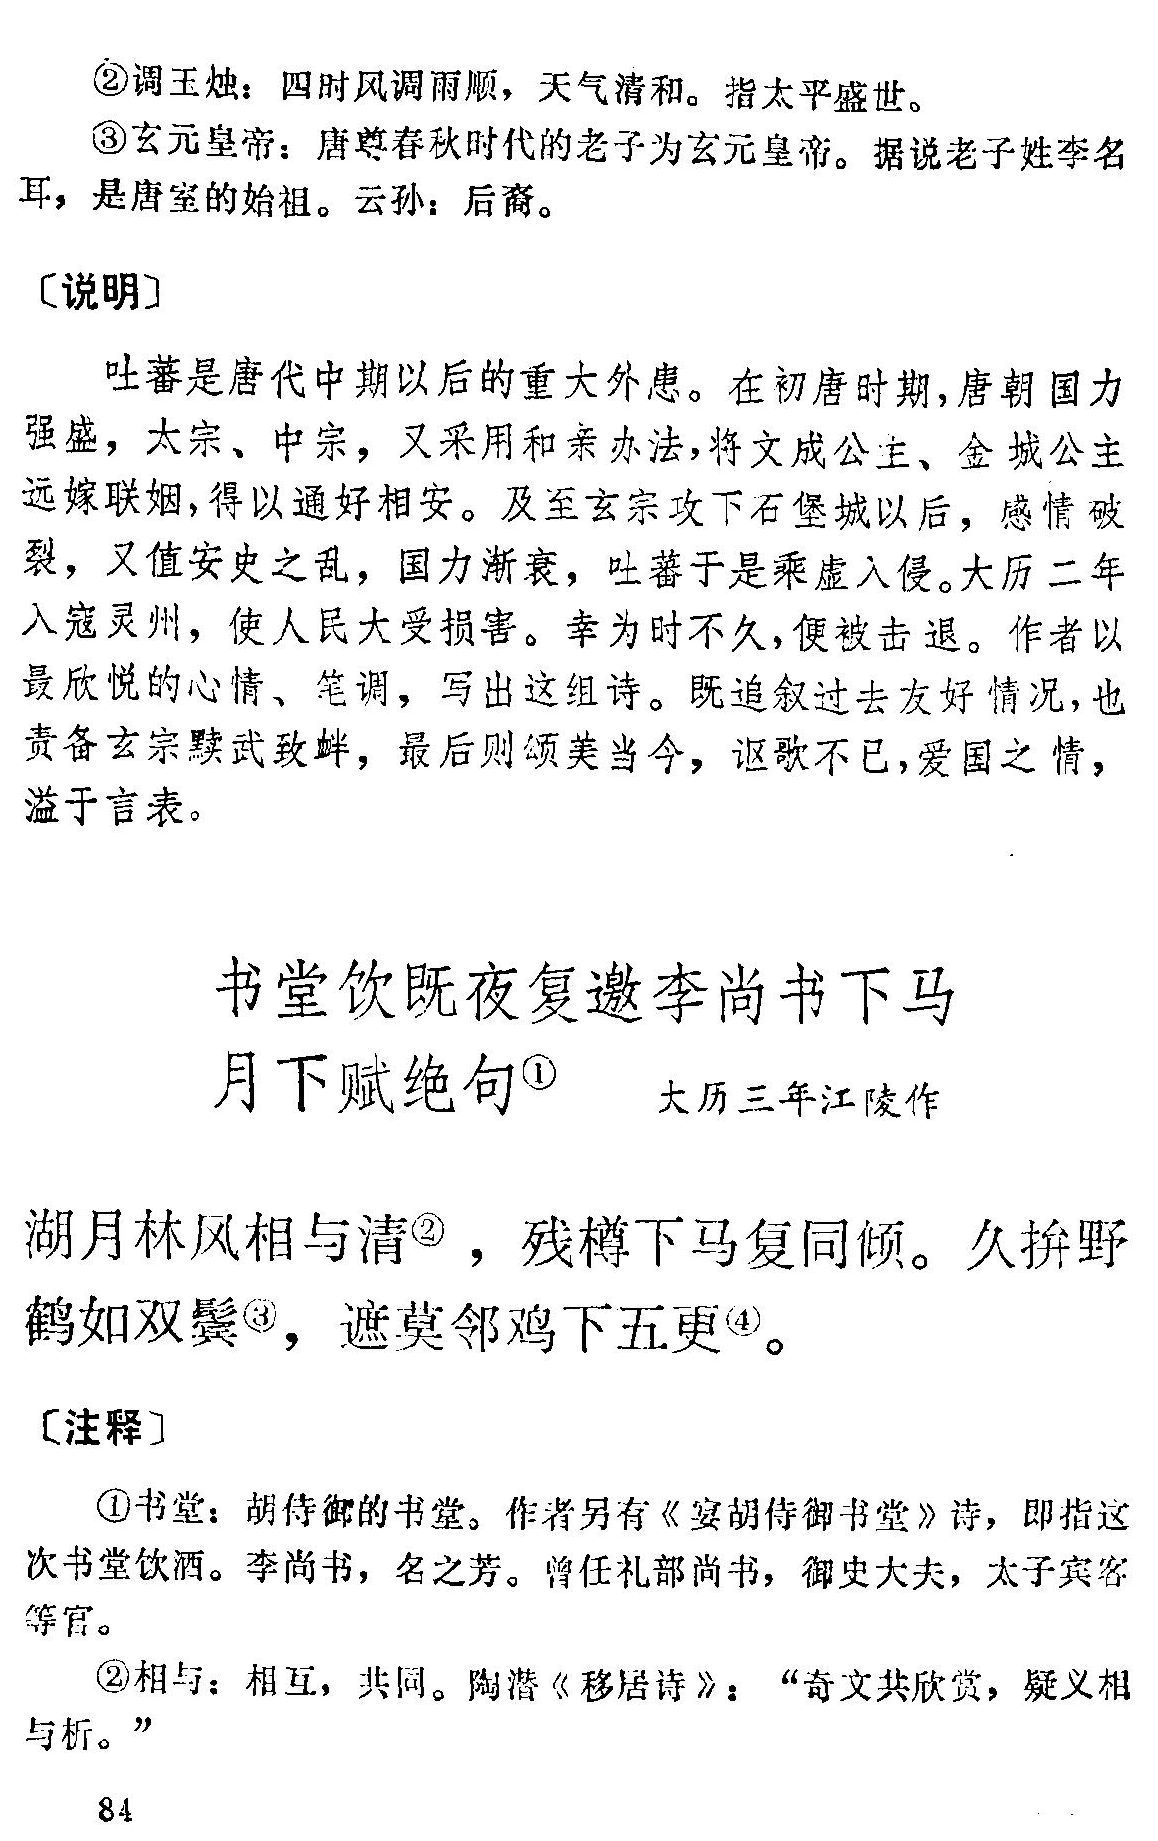 ②调玉烛：四时风调雨顺，天气清和。指太平盛世。
③玄元皇帝：唐尊春秋时代的老子为玄元皇帝。据说老子姓李名
耳，是唐室的始祖。云孙：后裔。
〔说明〕
吐蕃是唐代中期以后的重大外患。在初唐时期，唐朝国力
强盛，太宗、中宗，又采用和亲办法，将文成公主、金城公主
远嫁联姻，得以通好相安。及至玄宗攻下石堡城以后，感情破
裂，又值安史之乱，国力渐衰，吐蕃于是乘虚入侵。大历二年
入寇灵州，使人民大受损害。幸为时不久，便被击退。作者以
最欣悦的心情、笔调，写出这组诗。既追叙过去友好情况，也
责备玄宗黩武致衅，最后则颂美当今，讴歌不已，爱国之情，
溢于言表。
书堂饮既夜复邀李尚书下马
月下赋绝句① 大历三年江陵作
湖月林风相与清②，残樽下马复同倾。久拚野
鹤如双鬓③，遮莫邻鸡下五更④。
〔注释〕
①书堂：胡侍御的书堂。作者另有《宴胡侍御书堂》诗，即指这
次书堂饮酒。李尚书，名之芳。曾任礼部尚书，御史大夫，太子宾客
等官。
②相与：相互，共同。陶潜《移居诗》：“奇文共欣赏，疑义相
与析。”
84